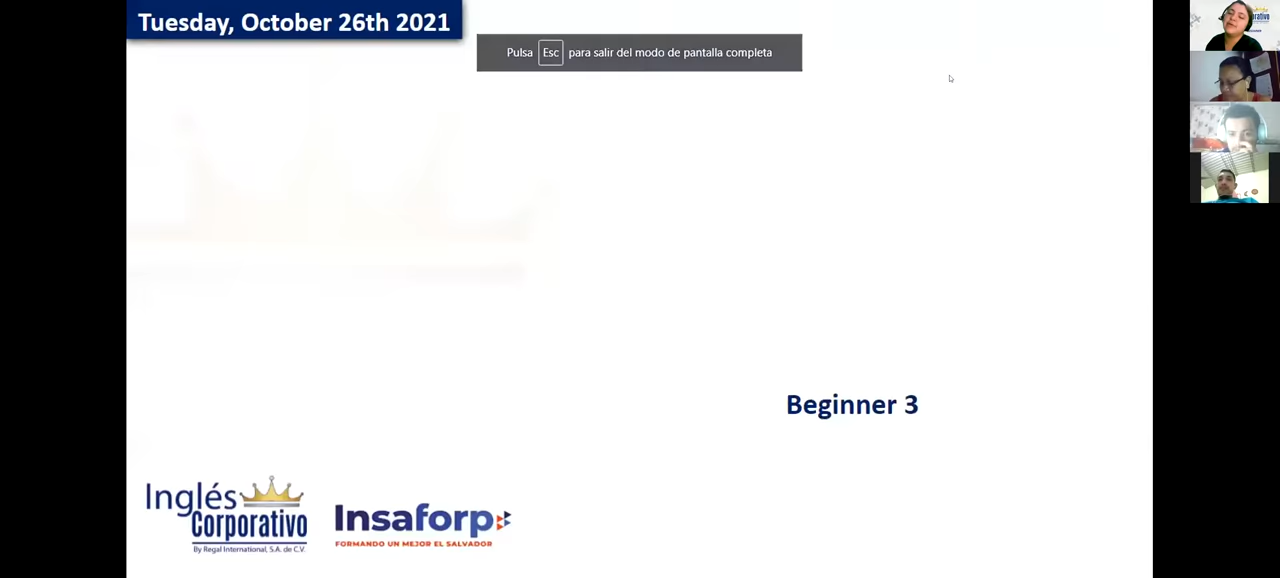 Tuesday, October 26th 2021
Pulsa Esc para salir del modo de pantalla completa
Beginner 3
Inglés
Corporativo
By Regal International, S.A. de C.V.
Insaforp
FORMANDO UN MEJOR EL SALVADOR